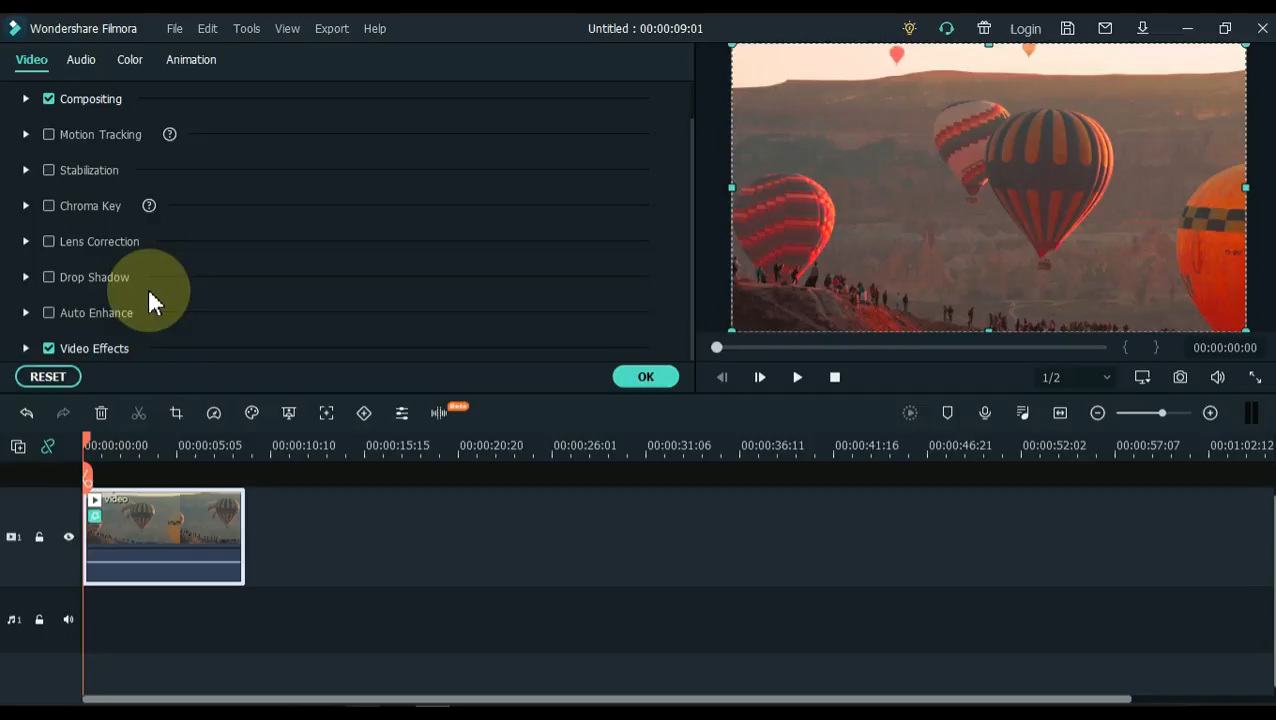 Wondershare Filmora File Edit Tools View Export Help Untitled : 00:00:09:01 Login
Video Audio Color Animation
Compositing
Motion Tracking ?
Stabilization
Chroma Key ?
Lens Correction
Drop Shadow
Auto Enhance
Video Effects
{ } 00:00:00:00
RESET OK 1/2
Beta
00:00:00:00 00:00:05:05 00:00:10:10 00:00:15:15 00:00:20:20 00:00:26:01 00:00:31:06 00:00:36:11 00:00:41:16 00:00:46:21 00:00:52:02 00:00:57:07 00:01:02:12
Video
1
1